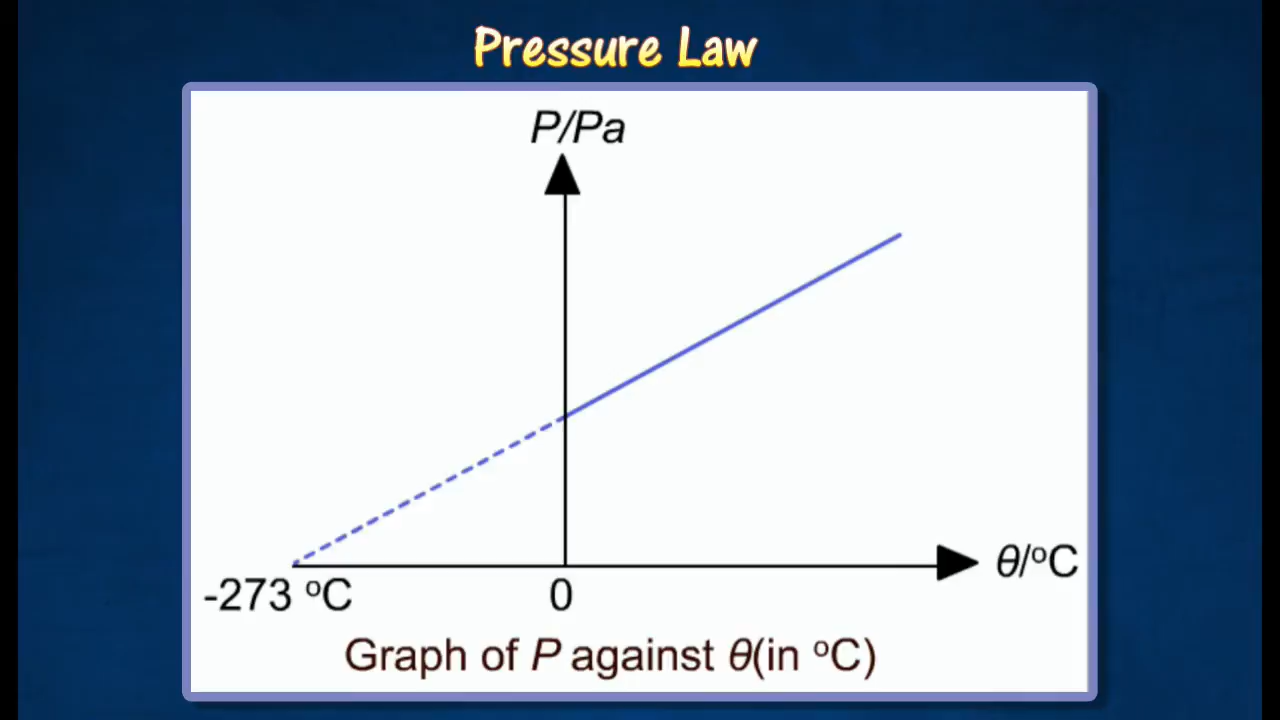 Pressure Law
P/Pa
θ/°C
-273 °C
0
Graph of P against θ(in °C)